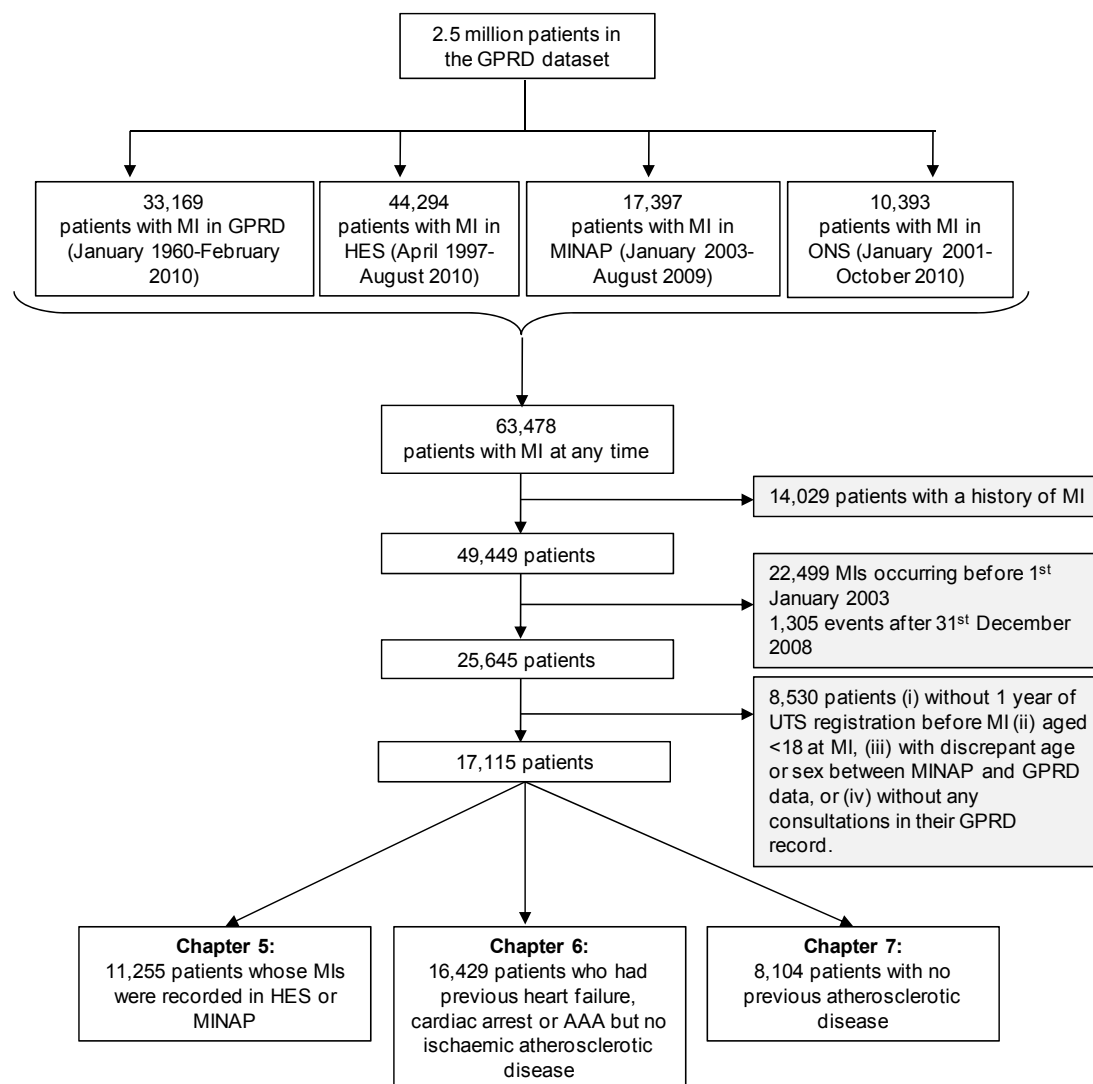 2.5 million patients in
the GPRD dataset
33,169
patients with MI in GPRD
(January 1960-February
2010)
44,294
patients with MI in
HES (April 1997-
August 2010)
17,397
patients with MI in
MINAP (January 2003-
August 2009)
10,393
patients with MI in
ONS (January 2001-
October 2010)
63,478
patients with MI at any time
14,029 patients with a history of MI
49,449 patients
22,499 MIs occurring before 1st
January 2003
1,305 events after 31st December
2008
25,645 patients
8,530 patients (i) without 1 year of
UTS registration before MI (ii) aged
<18 at MI, (iii) with discrepant age
or sex between MINAP and GPRD
data, or (iv) without any
consultations in their GPRD
record.
17,115 patients
Chapter 5:
11,255 patients whose MIs
were recorded in HES or
MINAP
Chapter 6:
16,429 patients who had
previous heart failure,
cardiac arrest or AAA but no
ischaemic atherosclerotic
disease
Chapter 7:
8,104 patients with no
previous atherosclerotic
disease